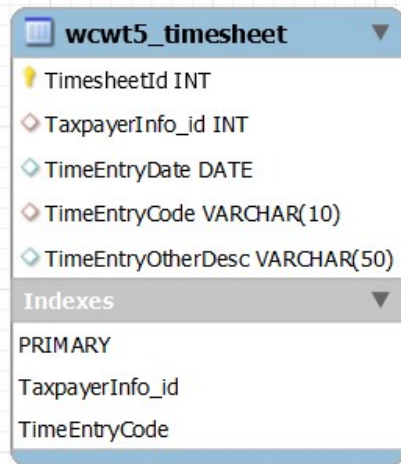 wcwt5_timesheet
TimesheetId INT
TaxpayerInfo_id INT
TimeEntryDate DATE
TimeEntryCode VARCHAR(10)
TimeEntryOtherDesc VARCHAR(50)
Indexes
PRIMARY
TaxpayerInfo_id
TimeEntryCode